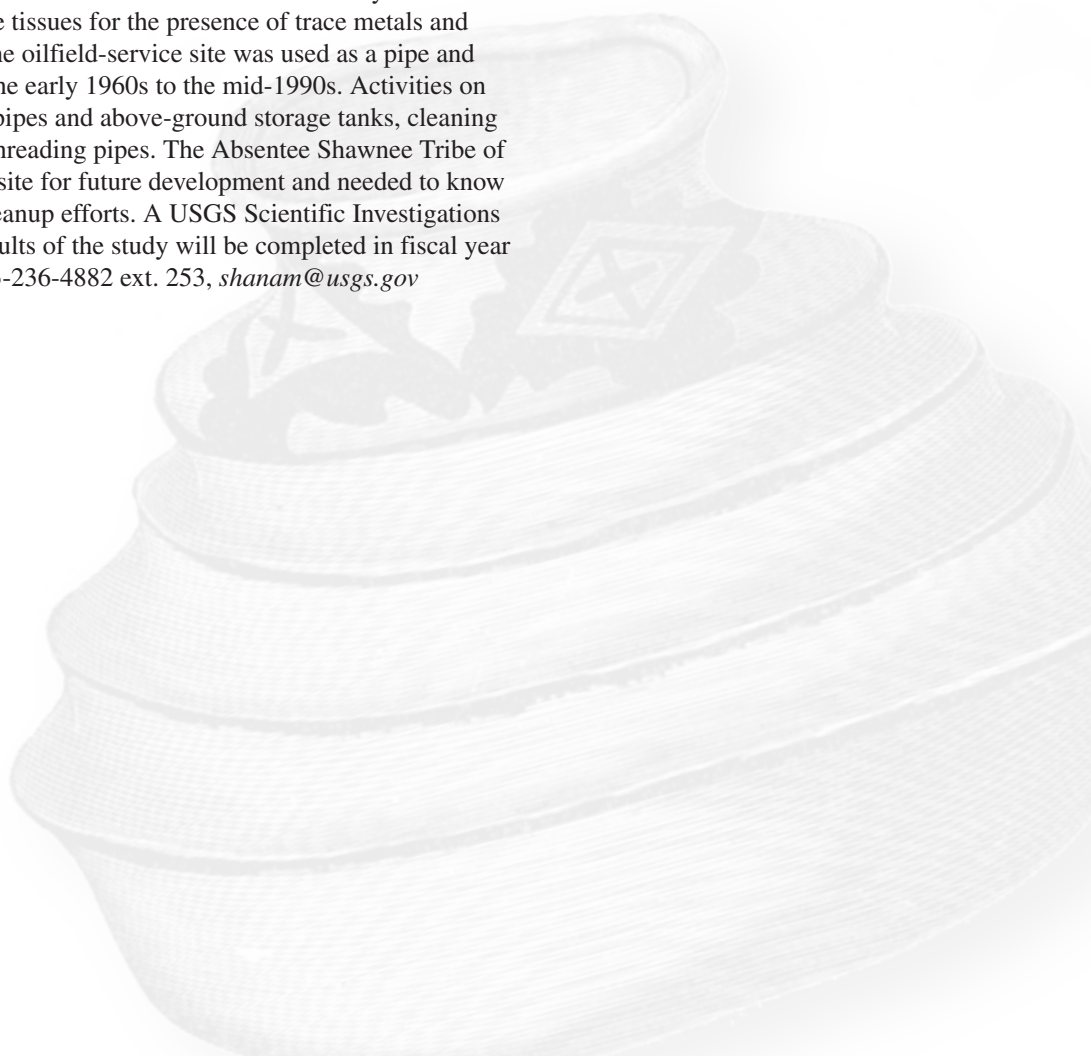 e tissues for the presence of trace metals and
ne oilfield-service site was used as a pipe and
he early 1960s to the mid-1990s. Activities on
pipes and above-ground storage tanks, cleaning
hreading pipes. The Absentee Shawnee Tribe of
site for future development and needed to know
eanup efforts. A USGS Scientific Investigations
ults of the study will be completed in fiscal year
-236-4882 ext. 253, shanam@usgs.gov